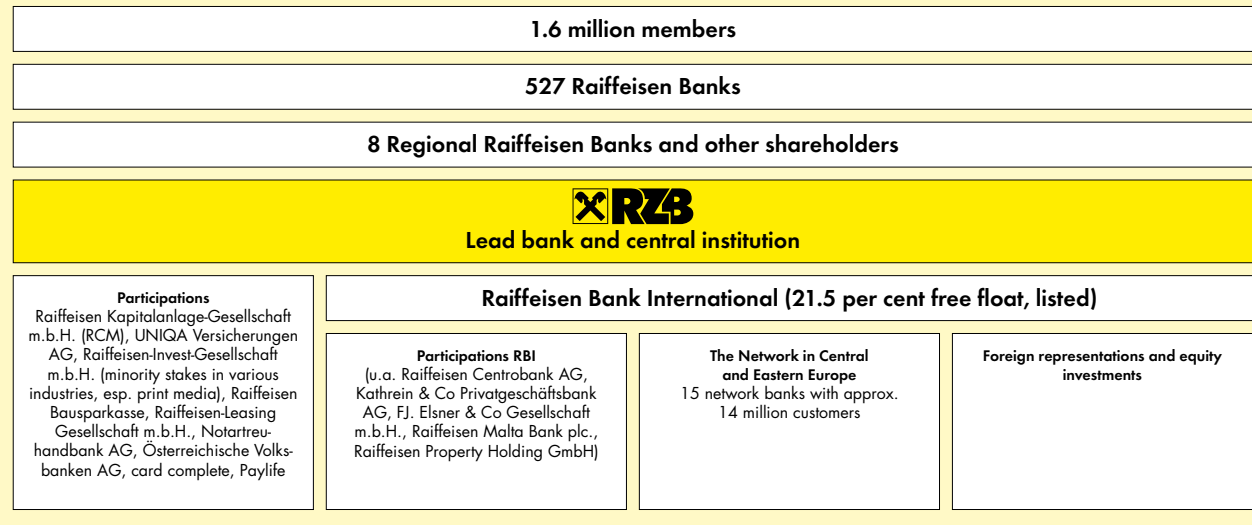 1.6 million members
527 Raiffeisen Banks
8 Regional Raiffeisen Banks and other shareholders
RZB
Lead bank and central institution
Participations
Raiffeisen Kapitalanlage-Gesellschaft
m.b.H. (RCM), UNIQA Versicherungen
AG, Raiffeisen-Invest-Gesellschaft
m.b.H. (minority stakes in various
industries, esp. print media), Raiffeisen
Bausparkasse, Raiffeisen-Leasing
Gesellschaft m.b.H., Notartreu-
handbank AG, Österreichische Volks-
banken AG, card complete, Paylife
Raiffeisen Bank International (21.5 per cent free float, listed)
Participations RBI
(u.a. Raiffeisen Centrobank AG,
Kathrein & Co Privatgeschäftsbank
AG, FJ. Elsner & Co Gesellschaft
m.b.H., Raiffeisen Malta Bank plc.,
Raiffeisen Property Holding GmbH)
The Network in Central
and Eastern Europe
15 network banks with approx.
14 million customers
Foreign representations and equity
investments